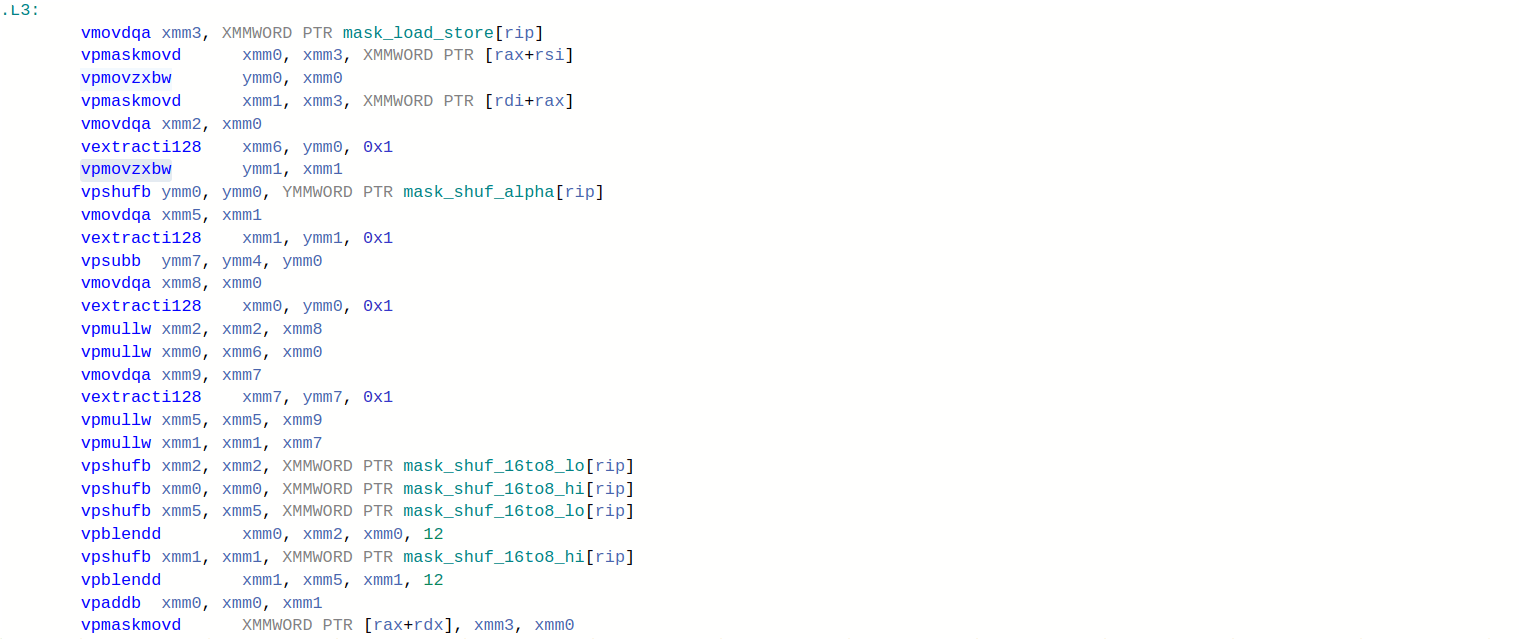 .L3:
vmovdqa xmm3, XMMWORD PTR mask_load_store[rip]
vpmaskmovd xmm0, xmm3, XMMWORD PTR [rax+rsi]
vpmovzxbw ymm0, xmm0
vpmaskmovd xmm1, xmm3, XMMWORD PTR [rdi+rax]
vmovdqa xmm2, xmm0
vextracti128 xmm6, ymm0, 0x1
vpmovzxbw ymm1, xmm1
vpshufb ymm0, ymm0, YMMWORD PTR mask_shuf_alpha[rip]
vmovdqa xmm5, xmm1
vextracti128 xmm1, ymm1, 0x1
vpsubb ymm7, ymm4, ymm0
vmovdqa xmm8, xmm0
vextracti128 xmm0, ymm0, 0x1
vpmullw xmm2, xmm2, xmm8
vpmullw xmm0, xmm6, xmm0
vmovdqa xmm9, xmm7
vextracti128 xmm7, ymm7, 0x1
vpmullw xmm5, xmm5, xmm9
vpmullw xmm1, xmm1, xmm7
vpshufb xmm2, xmm2, XMMWORD PTR mask_shuf_16to8_lo[rip]
vpshufb xmm0, xmm0, XMMWORD PTR mask_shuf_16to8_hi[rip]
vpshufb xmm5, xmm5, XMMWORD PTR mask_shuf_16to8_lo[rip]
vpblendd xmm0, xmm2, xmm0, 12
vpshufb xmm1, xmm1, XMMWORD PTR mask_shuf_16to8_hi[rip]
vpblendd xmm1, xmm5, xmm1, 12
vpaddb xmm0, xmm0, xmm1
vpmaskmovd XMMWORD PTR [rax+rdx], xmm3, xmm0